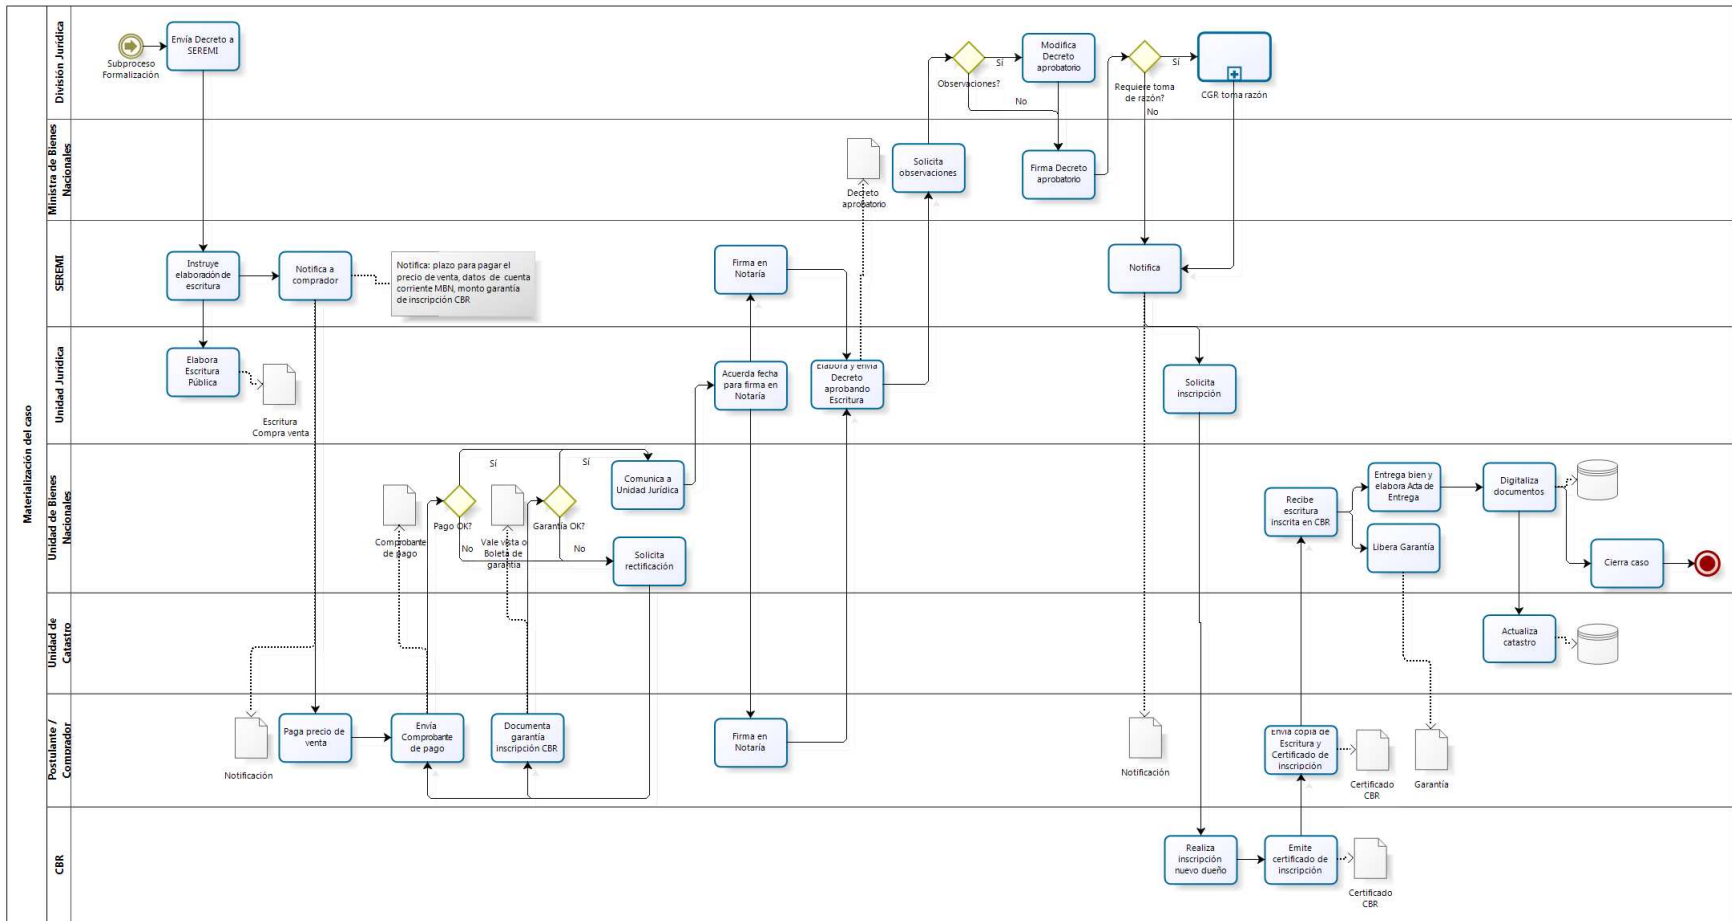 Materialización del caso
División Jurídica
Envía Decreto a
SEREMI
Subproceso
Formalización
Observaciones?
Sí
No
Modifica
Decreto
aprobatorio
Requiere toma
de razón?
Sí
No
CGR toma razón
Ministra de Bienes
Nacionales
Decreto
aprobatorio
Solicita
observaciones
Firma Decreto
aprobatorio
SEREMI
Instruye
elaboración de
escritura
Notifica a
comprador
Notifica: plazo para pagar el
precio de venta, datos de cuenta
corriente MBN, monto garantía
de inscripción CBR
Firma en
Notaría
Notifica
Unidad Jurídica
Elabora
Escritura
Pública
Escritura
Compra venta
Acuerda fecha
para firma en
Notaría
Elabora y envía
Decreto
aprobando
Escritura
Solicita
inscripción
Unidad de Bienes
Nacionales
Comprobante
de pago
Pago OK?
Sí
No
Vale vista o
Boleta de
garantía
Garantía OK?
Sí
No
Comunica a
Unidad Jurídica
Solicita
rectificación
Recibe
escritura
inscrita en CBR
Entrega bien y
elabora Acta de
Entrega
Libera Garantía
Digitaliza
documentos
Cierra caso
Unidad de
Catastro
Actualiza
catastro
Postulante /
Comprador
Notificación
Paga precio de
venta
Envía
Comprobante
de pago
Documenta
garantía
inscripción CBR
Firma en
Notaría
Notificación
Envía copia de
Escritura y
Certificado de
inscripción
Certificado
CBR
Garantía
CBR
Realiza
inscripción
nuevo dueño
Emite
certificado de
inscripción
Certificado
CBR